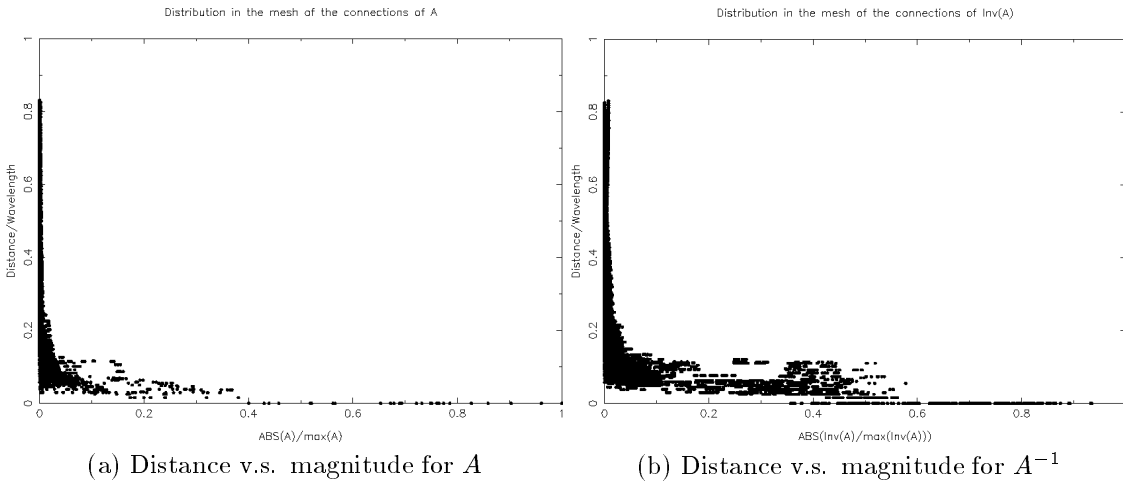 Distribution in the mesh of the connections of A
Distance/Wavelength
0 0.2 0.4 0.6 0.8 1
0 0.2 0.4 0.6 0.8 1
ABS(A)/max(A)
(a) Distance v.s. magnitude for A
Distribution in the mesh of the connections of Inv(A)
Distance/Wavelength
0 0.2 0.4 0.6 0.8 1
0 0.2 0.4 0.6 0.8
ABS(Inv(A)/max(Inv(A)))
(b) Distance v.s. magnitude for A⁻¹